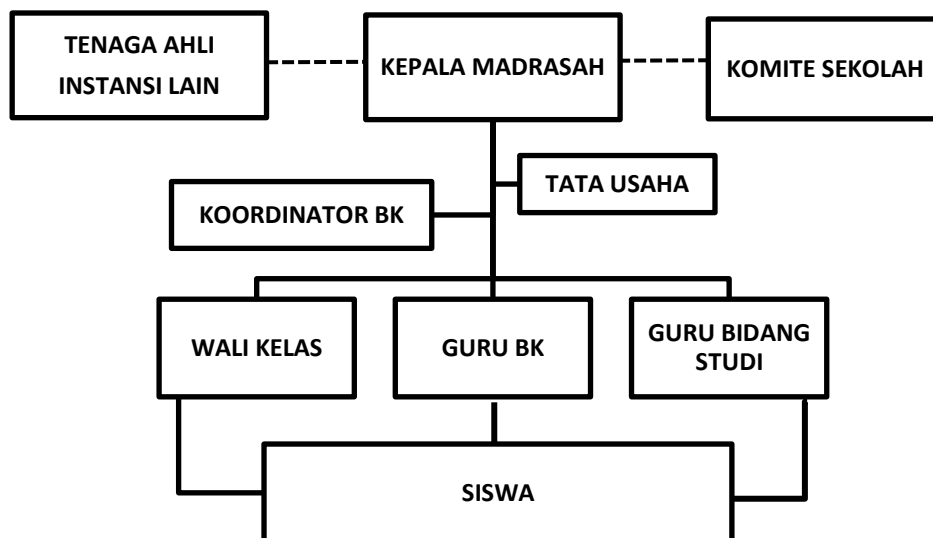 TENAGA AHLI
INSTANSI LAIN
KEPALA MADRASAH
KOMITE SEKOLAH
TATA USAHA
KOORDINATOR BK
WALI KELAS
GURU BK
GURU BIDANG
STUDI
SISWA